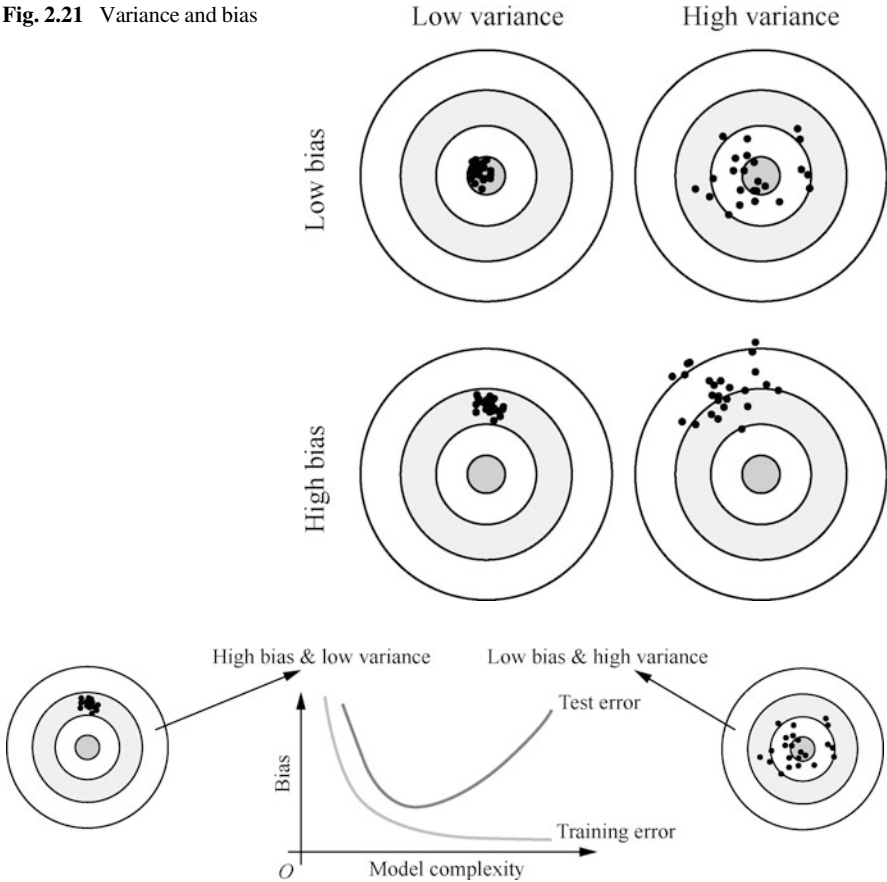 Fig. 2.21 Variance and bias
Low variance
High variance
Low bias
High bias
High bias & low variance
Low bias & high variance
Test error
Bias
Training error
O
Model complexity